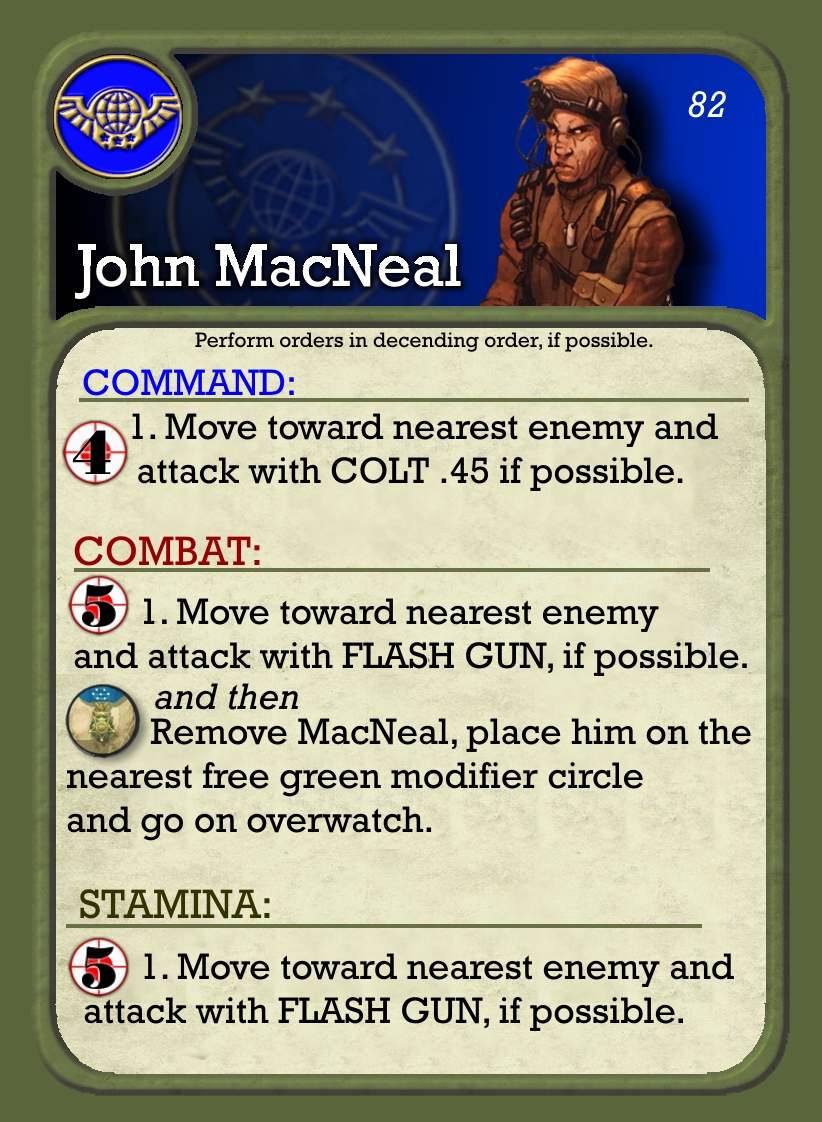 82
John MacNeal
Perform orders in decending order, if possible.
COMMAND:
4 1. Move toward nearest enemy and
attack with COLT .45 if possible.
COMBAT:
5 1. Move toward nearest enemy
and attack with FLASH GUN, if possible.
and then
Remove MacNeal, place him on the
nearest free green modifier circle
and go on overwatch.
STAMINA:
5 1. Move toward nearest enemy and
attack with FLASH GUN, if possible.